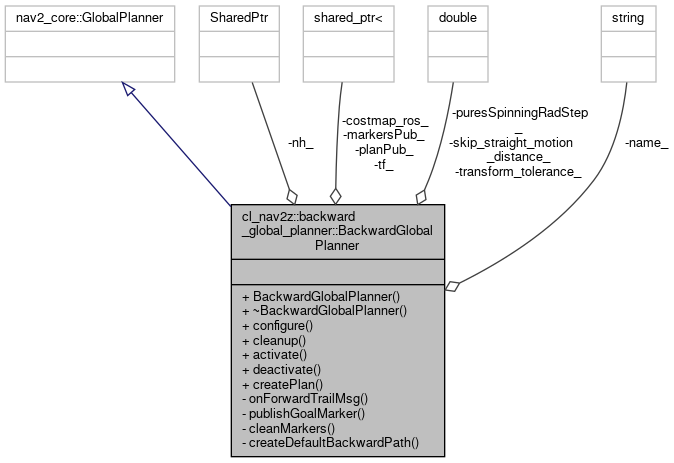 nav2_core::GlobalPlanner
SharedPtr
shared_ptr<
double
string
-nh_
-costmap_ros_
-markersPub_
-planPub_
-tf_
-puresSpinningRadStep
_
-skip_straight_motion
_distance_
-transform_tolerance_
-name_
cl_nav2z::backward
_global_planner::BackwardGlobal
Planner
+ BackwardGlobalPlanner()
+ ~BackwardGlobalPlanner()
+ configure()
+ cleanup()
+ activate()
+ deactivate()
+ createPlan()
- onForwardTrailMsg()
- publishGoalMarker()
- cleanMarkers()
- createDefaultBackwardPath()